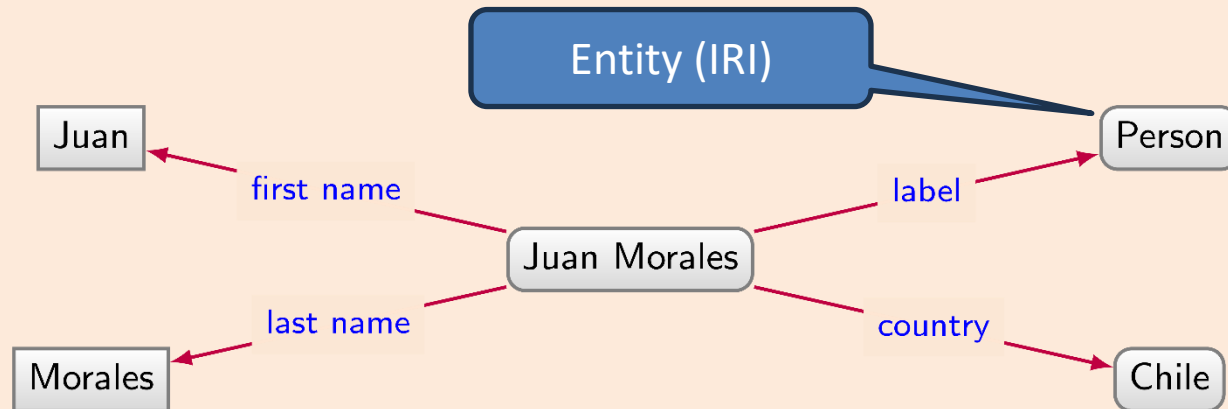 Entity (IRI)
Juan
Person
first name
label
Juan Morales
last name
country
Morales
Chile